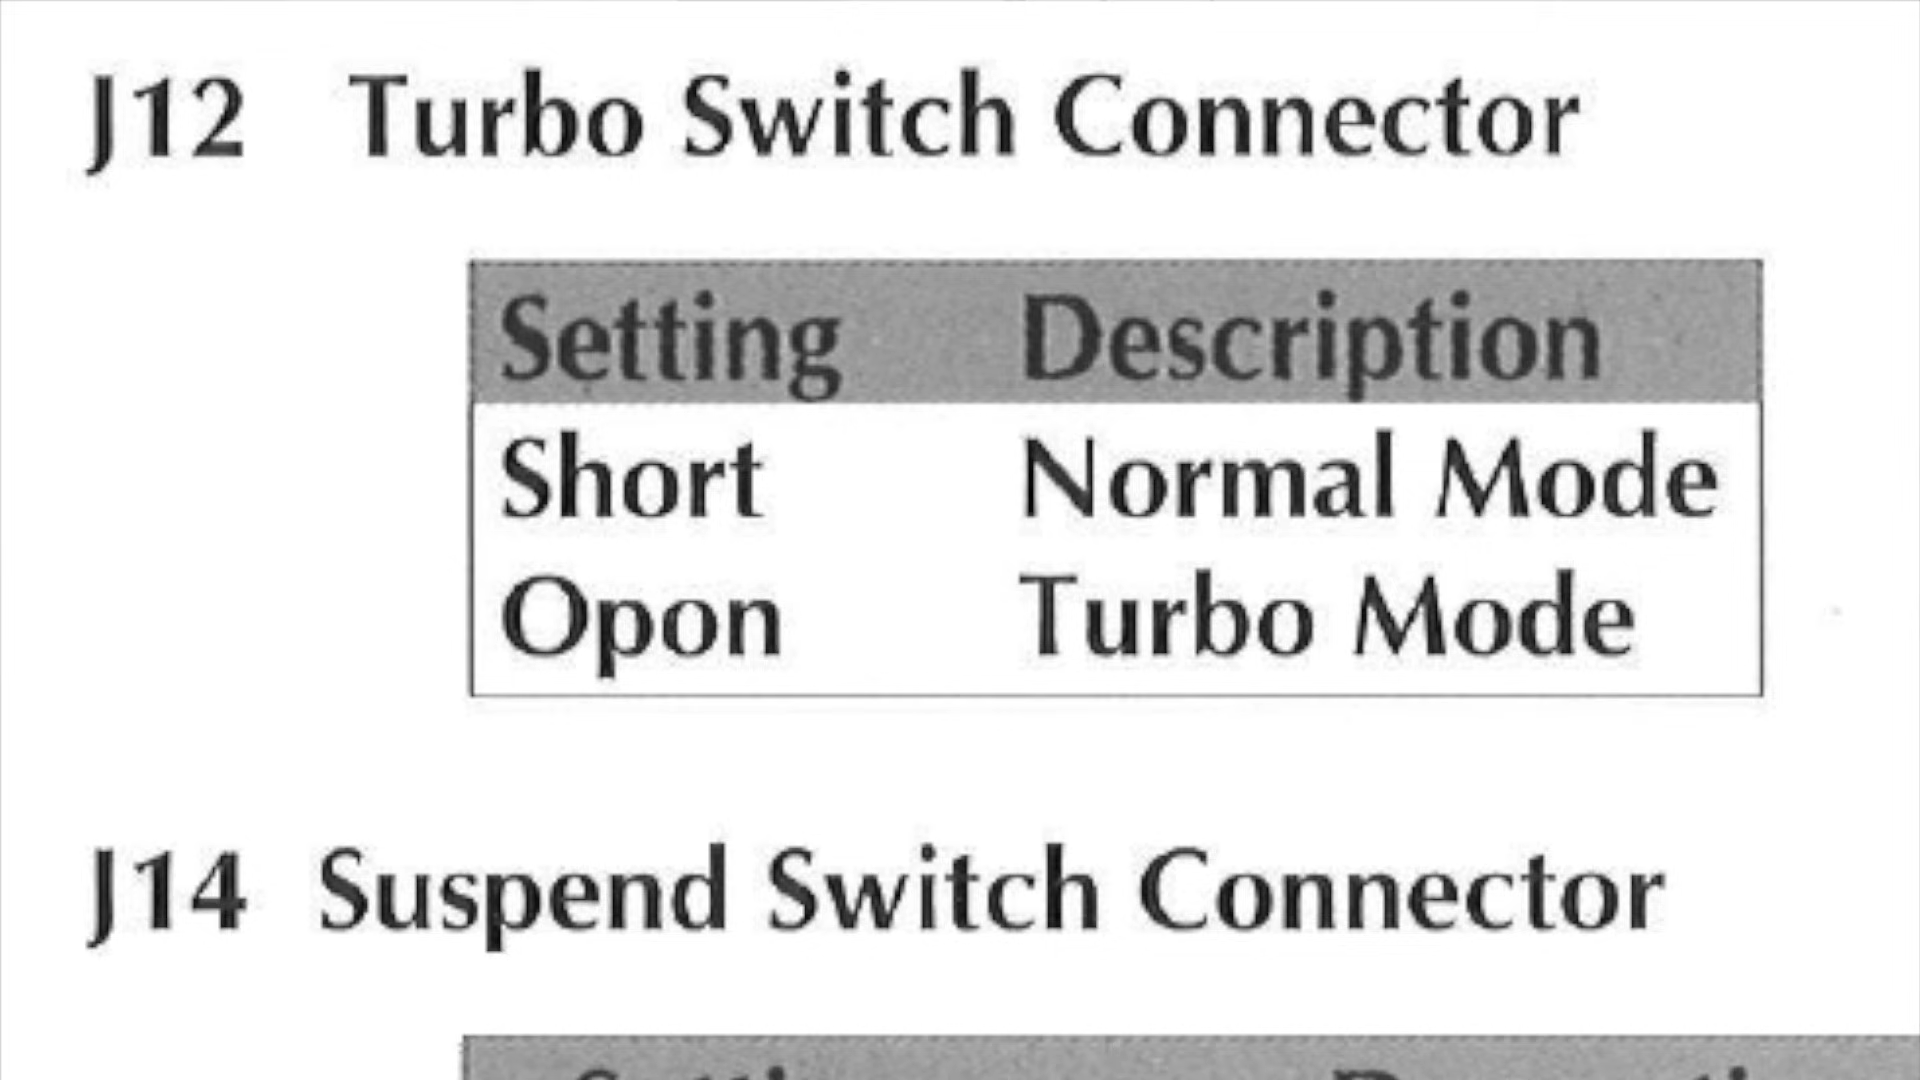 J12 Turbo Switch Connector
Setting Description
Short Normal Mode
Opon Turbo Mode
J14 Suspend Switch Connector